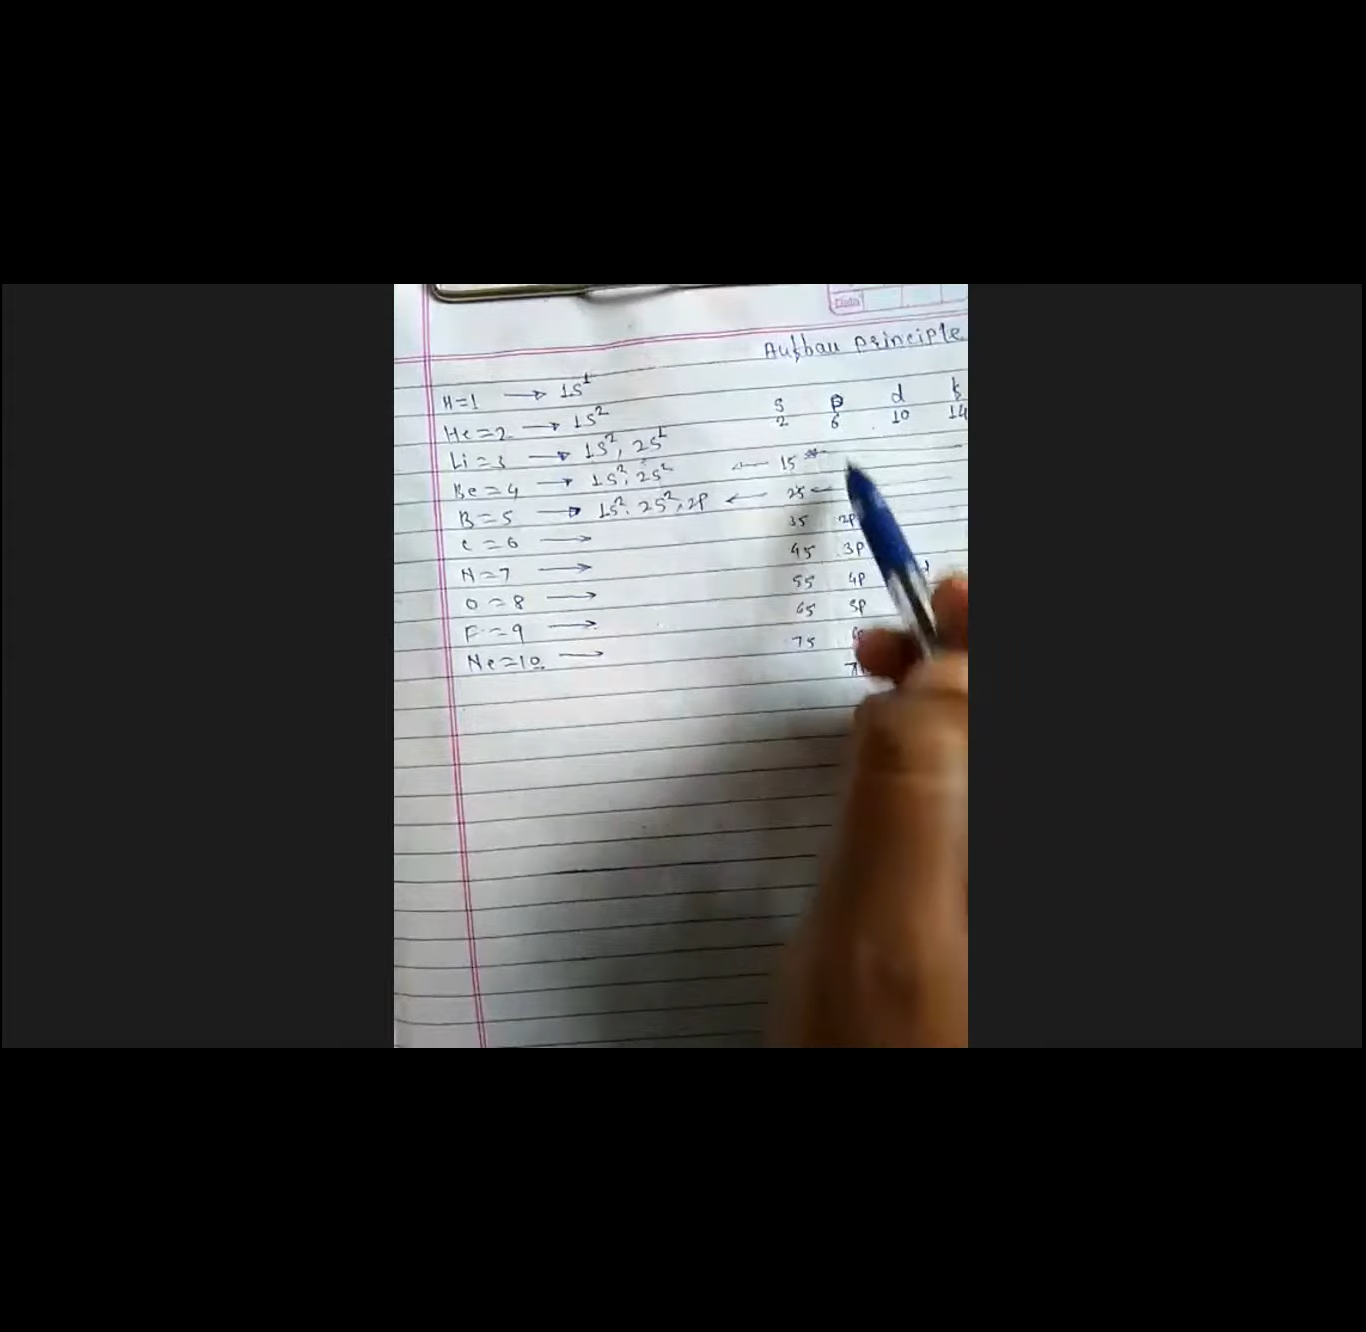 Data
Aufbau principle
H=1 → 1s¹
s p d f
He=2 → 1s²
2 6 10 14
Li=3 → 1s², 2s¹
← 1s
Be=4 → 1s², 2s²
← 2s ←
B=5 → 1s², 2s², 2p
3s 2p
C=6 →
4s 3p
N=7 →
5s 4p d
O=8 →
6s 5p
F=9 →
7s 6p
Ne=10 →